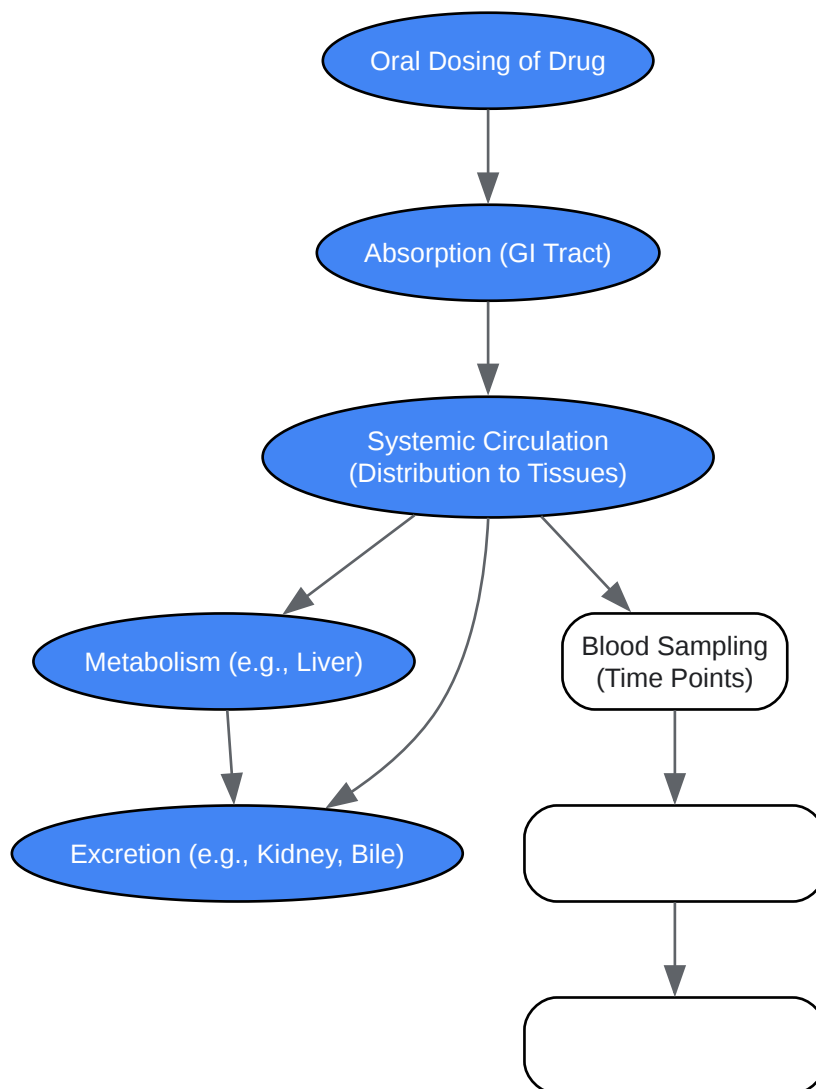 Oral Dosing of Drug
Absorption (GI Tract)
Systemic Circulation
(Distribution to Tissues)
Metabolism (e.g., Liver)
Blood Sampling
(Time Points)
Excretion (e.g., Kidney, Bile)